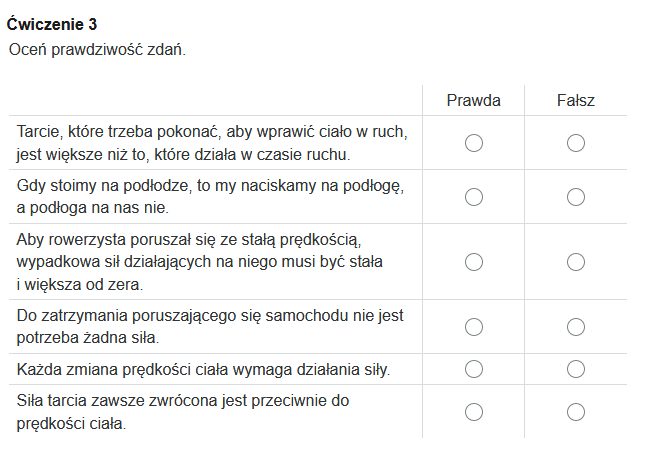 Ćwiczenie 3
Oceń prawdziwość zdań.
Prawda Fałsz
Tarcie, które trzeba pokonać, aby wprawić ciało w ruch,
jest większe niż to, które działa w czasie ruchu.
Gdy stoimy na podłodze, to my naciskamy na podłogę,
a podłoga na nas nie.
Aby rowerzysta poruszał się ze stałą prędkością,
wypadkowa sił działających na niego musi być stała
i większa od zera.
Do zatrzymania poruszającego się samochodu nie jest
potrzeba żadna siła.
Każda zmiana prędkości ciała wymaga działania siły.
Siła tarcia zawsze zwrócona jest przeciwnie do
prędkości ciała.